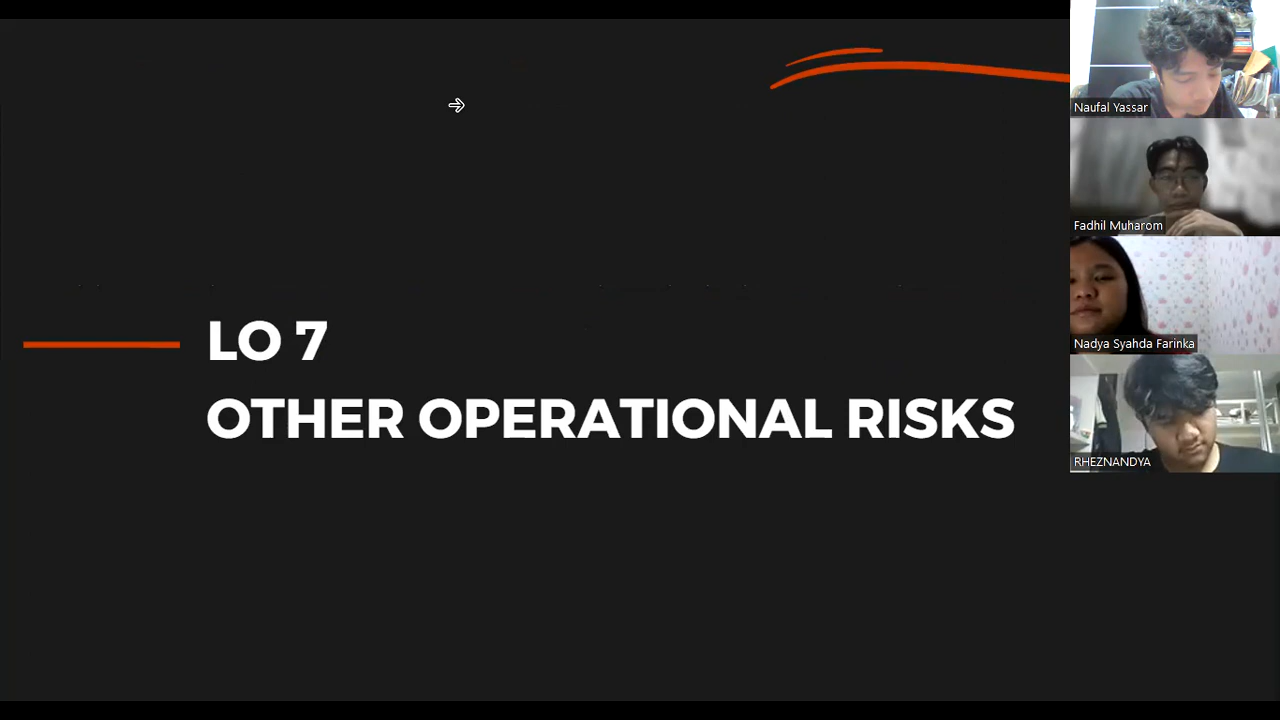 LO 7
OTHER OPERATIONAL RISKS
Naufal Yassar
Fadhil Muharom
Nadya Syahda Farinka
RHEZNANDYA